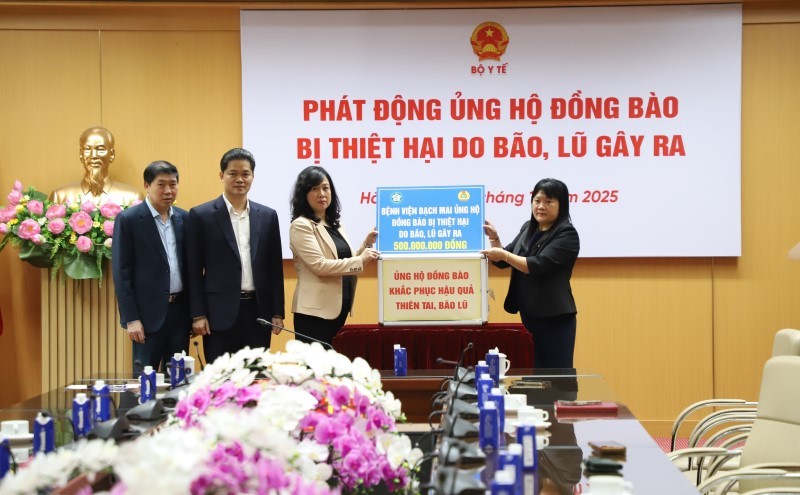 BỘ Y TẾ
PHÁT ĐỘNG ỦNG HỘ ĐỒNG BÀO
BỊ THIỆT HẠI DO BÃO, LŨ GÂY RA
2025
BỆNH VIỆN BẠCH MAI ỦNG HỘ
ĐỒNG BÀO BỊ THIỆT HẠI
DO BÃO, LŨ GÂY RA
500.000.000 ĐỒNG
ỦNG HỘ ĐỒNG BÀO
KHẮC PHỤC HẬU QUẢ
THIÊN TAI, BÃO LŨ